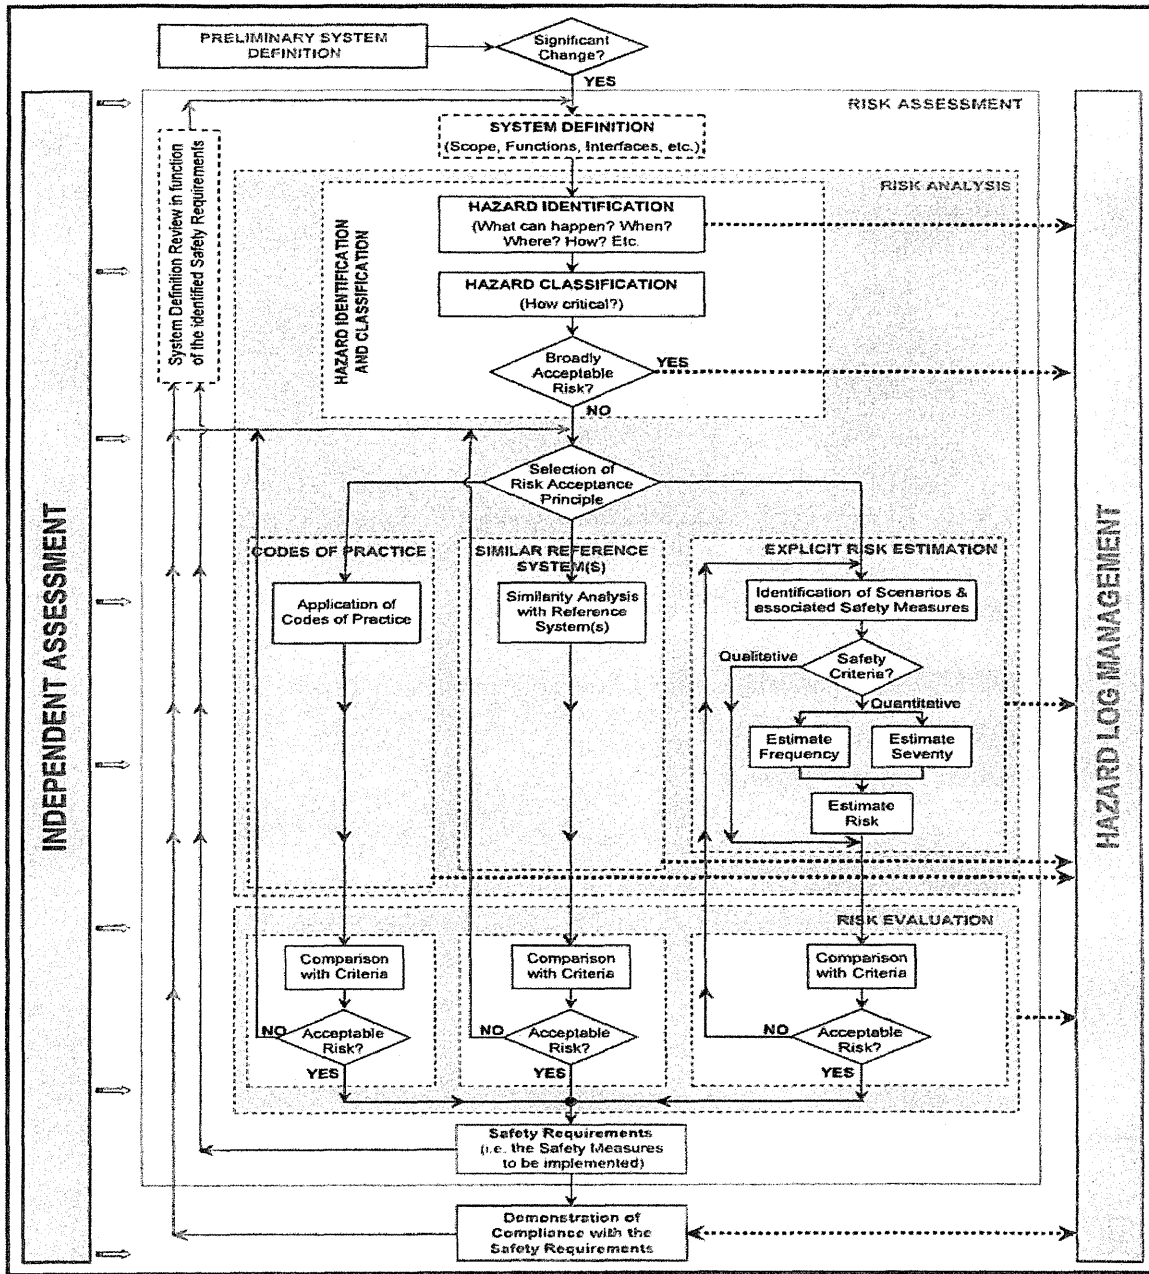 PRELIMINARY SYSTEM
DEFINITION
Significant
Change?
YES
RISK ASSESSMENT
SYSTEM DEFINITION
(Scope, Functions, Interfaces, etc.)
System Definition Review in function
of the identified Safety Requirements
RISK ANALYSIS
HAZARD IDENTIFICATION
AND CLASSIFICATION
HAZARD IDENTIFICATION
(What can happen? When?
Where? How? Etc.
HAZARD CLASSIFICATION
(How critical?)
Broadly
Acceptable
Risk?
YES
NO
Selection of
Risk Acceptance
Principle
INDEPENDENT ASSESSMENT
HAZARD LOG MANAGEMENT
CODES OF PRACTICE
Application of
Codes of Practice
SIMILAR REFERENCE
SYSTEM(S)
Similarity Analysis
with Reference
System(s)
EXPLICIT RISK ESTIMATION
Identification of Scenarios &
associated Safety Measures
Qualitative
Safety
Criteria?
Quantitative
Estimate
Frequency
Estimate
Severity
Estimate
Risk
RISK EVALUATION
Comparison
with Criteria
Comparison
with Criteria
Comparison
with Criteria
NO
Acceptable
Risk?
YES
NO
Acceptable
Risk?
YES
NO
Acceptable
Risk?
YES
Safety Requirements
(i.e. the Safety Measures
to be implemented)
Demonstration of
Compliance with the
Safety Requirements